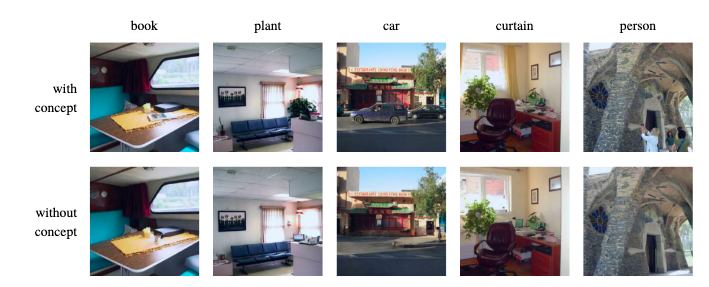 book plant car curtain person
with
concept
without
concept